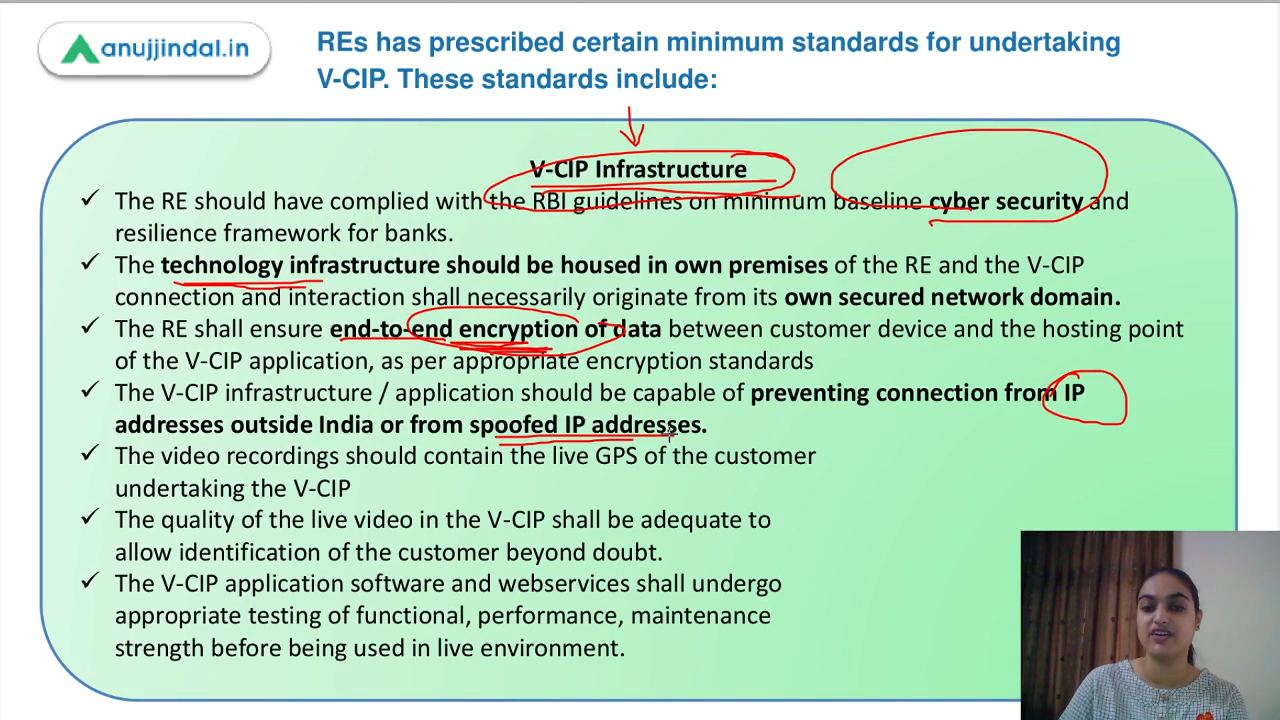 anujjindal.in
REs has prescribed certain minimum standards for undertaking
V-CIP. These standards include:
V-CIP Infrastructure
✓ The RE should have complied with the RBI guidelines on minimum baseline cyber security and
resilience framework for banks.
✓ The technology infrastructure should be housed in own premises of the RE and the V-CIP
connection and interaction shall necessarily originate from its own secured network domain.
✓ The RE shall ensure end-to-end encryption of data between customer device and the hosting point
of the V-CIP application, as per appropriate encryption standards
✓ The V-CIP infrastructure / application should be capable of preventing connection from IP
addresses outside India or from spoofed IP addresses.
✓ The video recordings should contain the live GPS of the customer
undertaking the V-CIP
✓ The quality of the live video in the V-CIP shall be adequate to
allow identification of the customer beyond doubt.
✓ The V-CIP application software and webservices shall undergo
appropriate testing of functional, performance, maintenance
strength before being used in live environment.